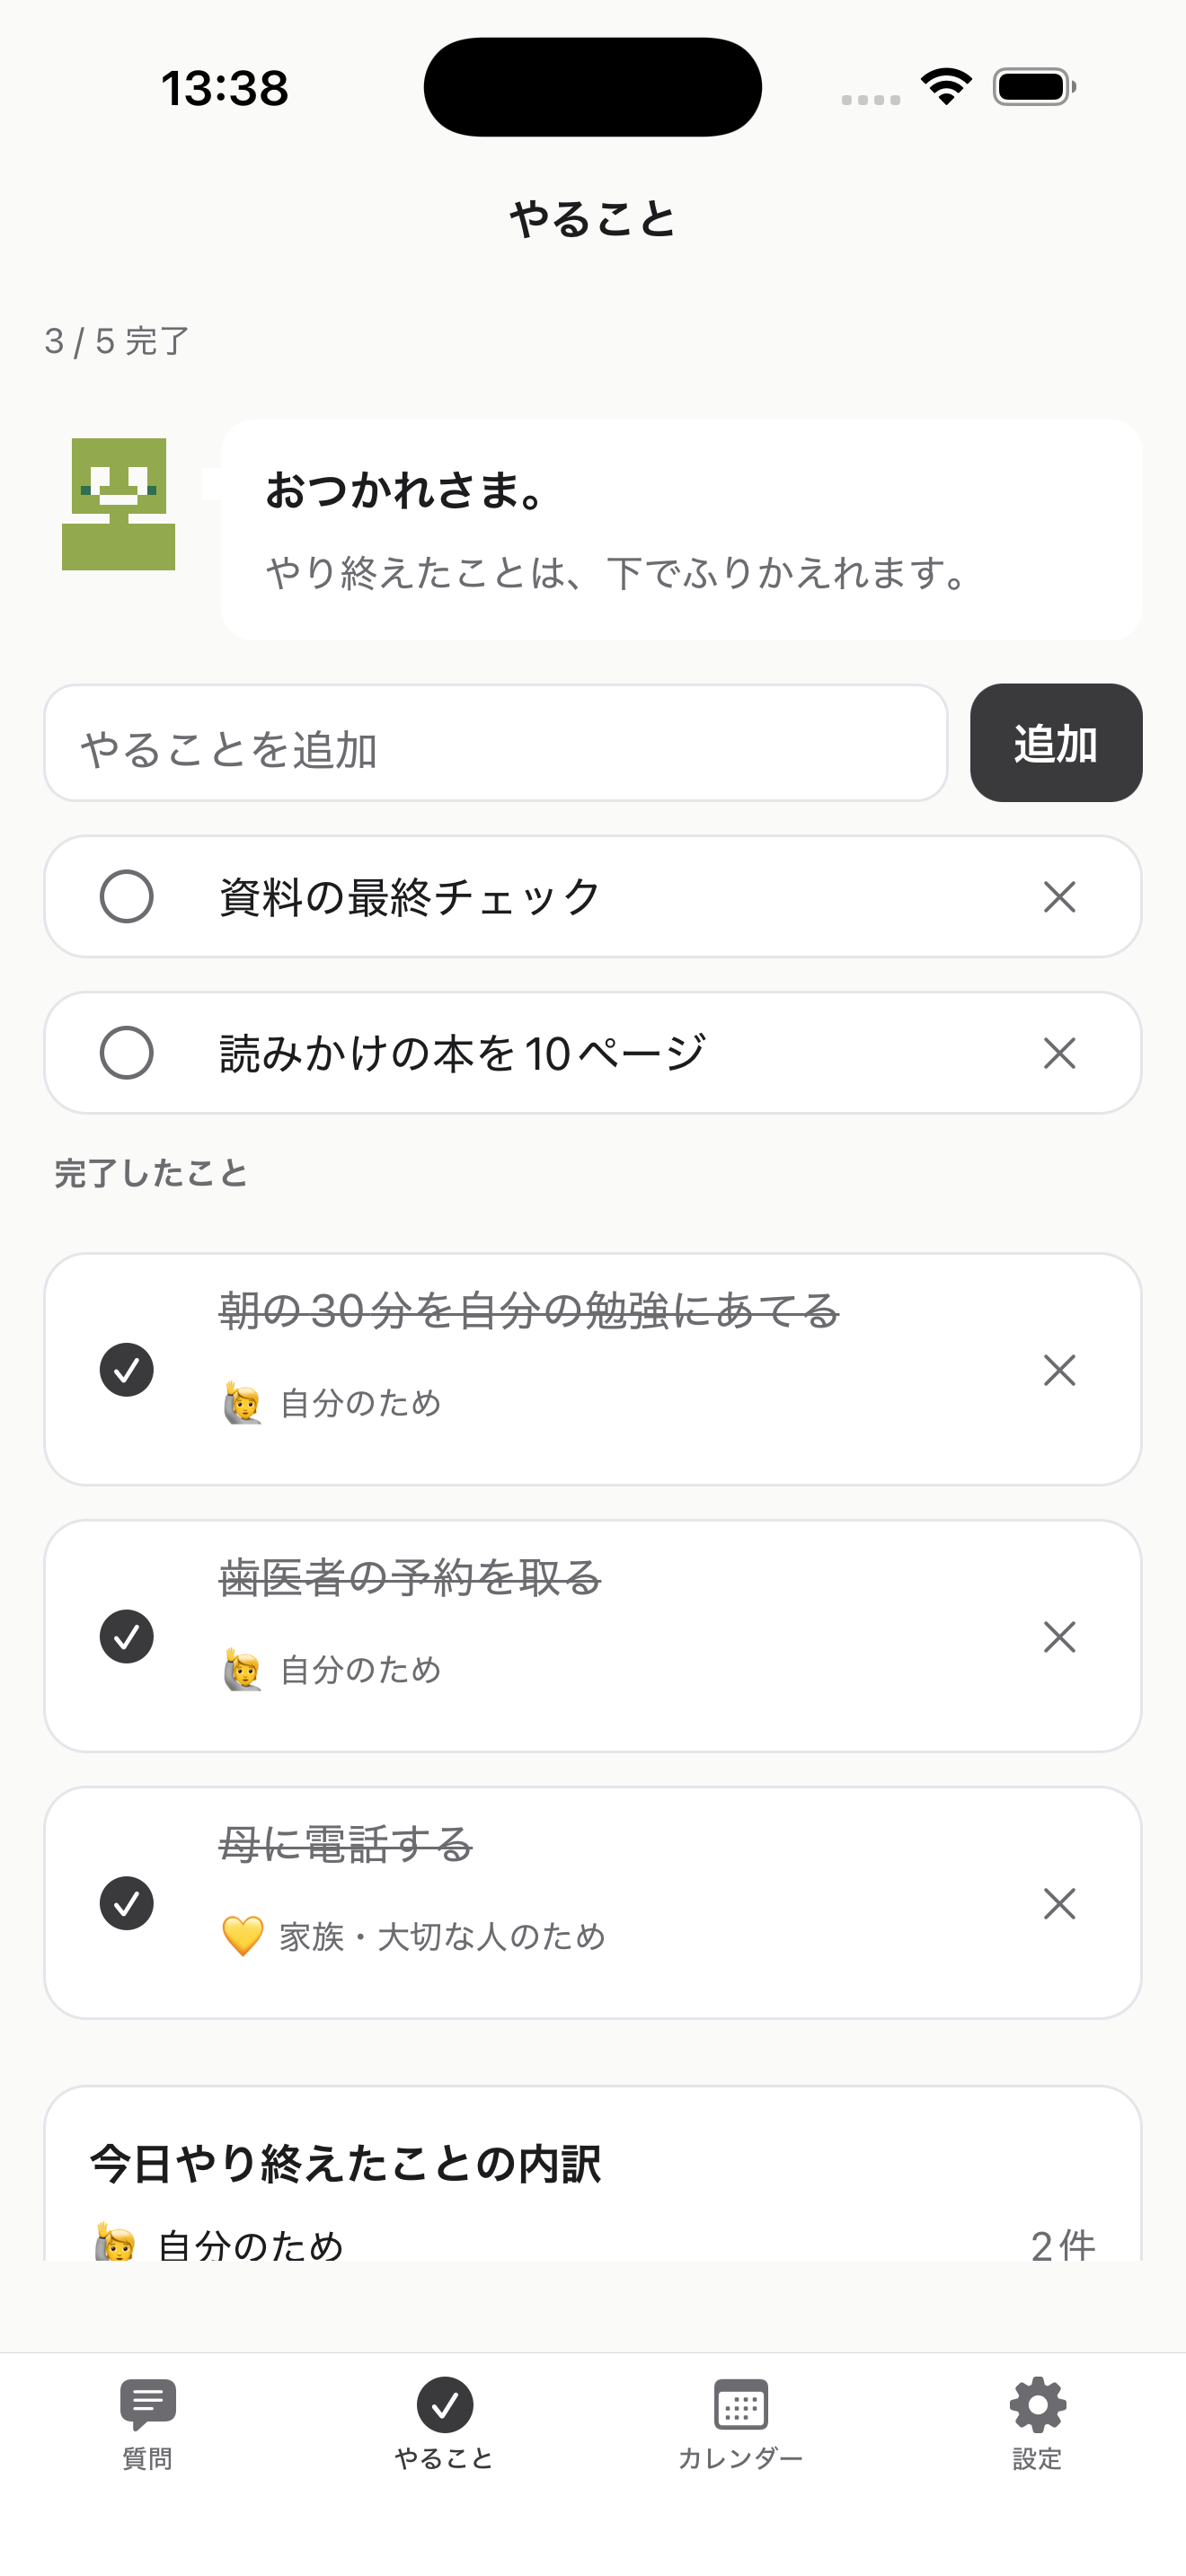 13:38
やること
3 / 5 完了
おつかれさま。
やり終えたことは、下でふりかえれます。
やることを追加
追加
資料の最終チェック
読みかけの本を10ページ
完了したこと
朝の30分を自分の勉強にあてる
自分のため
歯医者の予約を取る
自分のため
母に電話する
家族・大切な人のため
今日やり終えたことの内訳
自分のため 2件
質問 やること カレンダー 設定